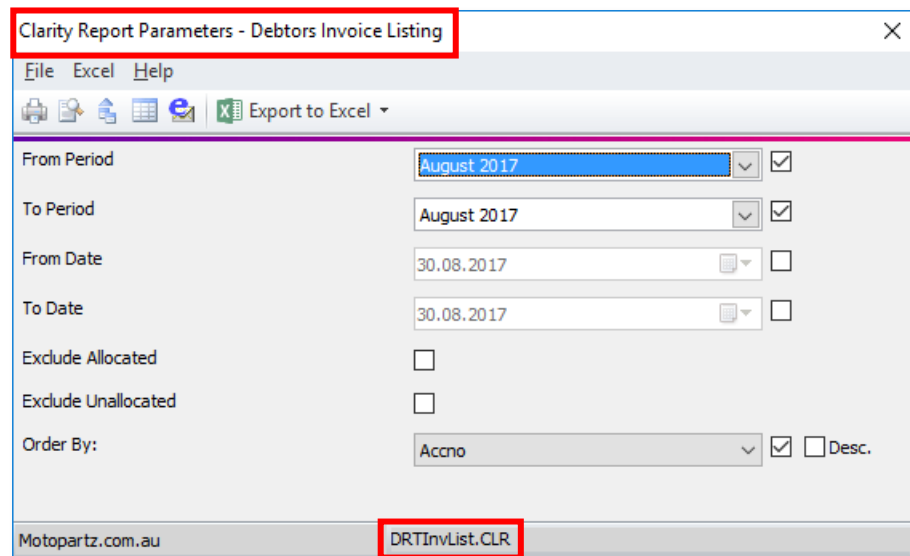 Clarity Report Parameters - Debtors Invoice Listing
File Excel Help
Export to Excel
From Period August 2017
To Period August 2017
From Date 30.08.2017
To Date 30.08.2017
Exclude Allocated
Exclude Unallocated
Order By: Accno Desc.
Motopartz.com.au DRTInvList.CLR